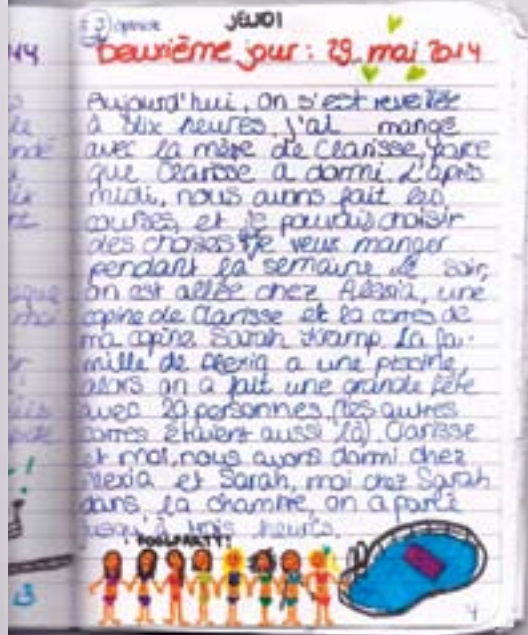 JEUDI
Deuxième jour : 29. mai 2014
Aujourd'hui, on s'est reveillée
à dix heures, j'ai mangé
avec la mère de Clarisse, parce
que Clarisse a dormi. L'après
midi, nous avons fait les
courses, et je pouvais choisir
des choses je veux manger
pendant la semaine. Le soir,
on est allée chez Alexia, une
copine de Clarisse et la corres de
ma copine Sarah Kramp. La fa-
mille de Alexia a une piscine,
alors on a fait une grande fête
avec 20 personnes (les autres
corres étaient aussi là). Clarisse
et moi, nous avons dormi chez
Alexia et Sarah, moi chez Sarah
dans la chambre, on a parlé
jusqu'à trois heures.
POOLPARTY!
4